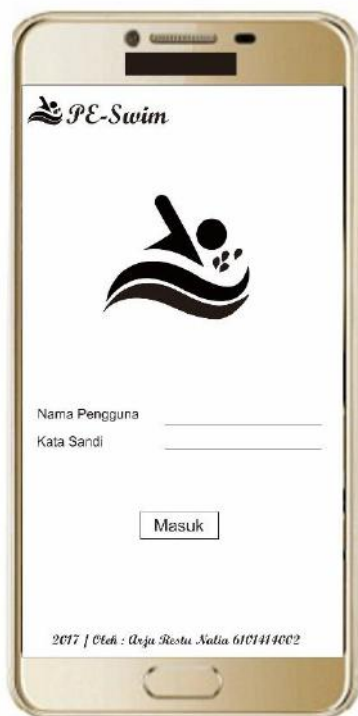 PE-Swim
Nama Pengguna
Kata Sandi
Masuk
2017 | Oleh : Arju Restu Nalia 6101414002